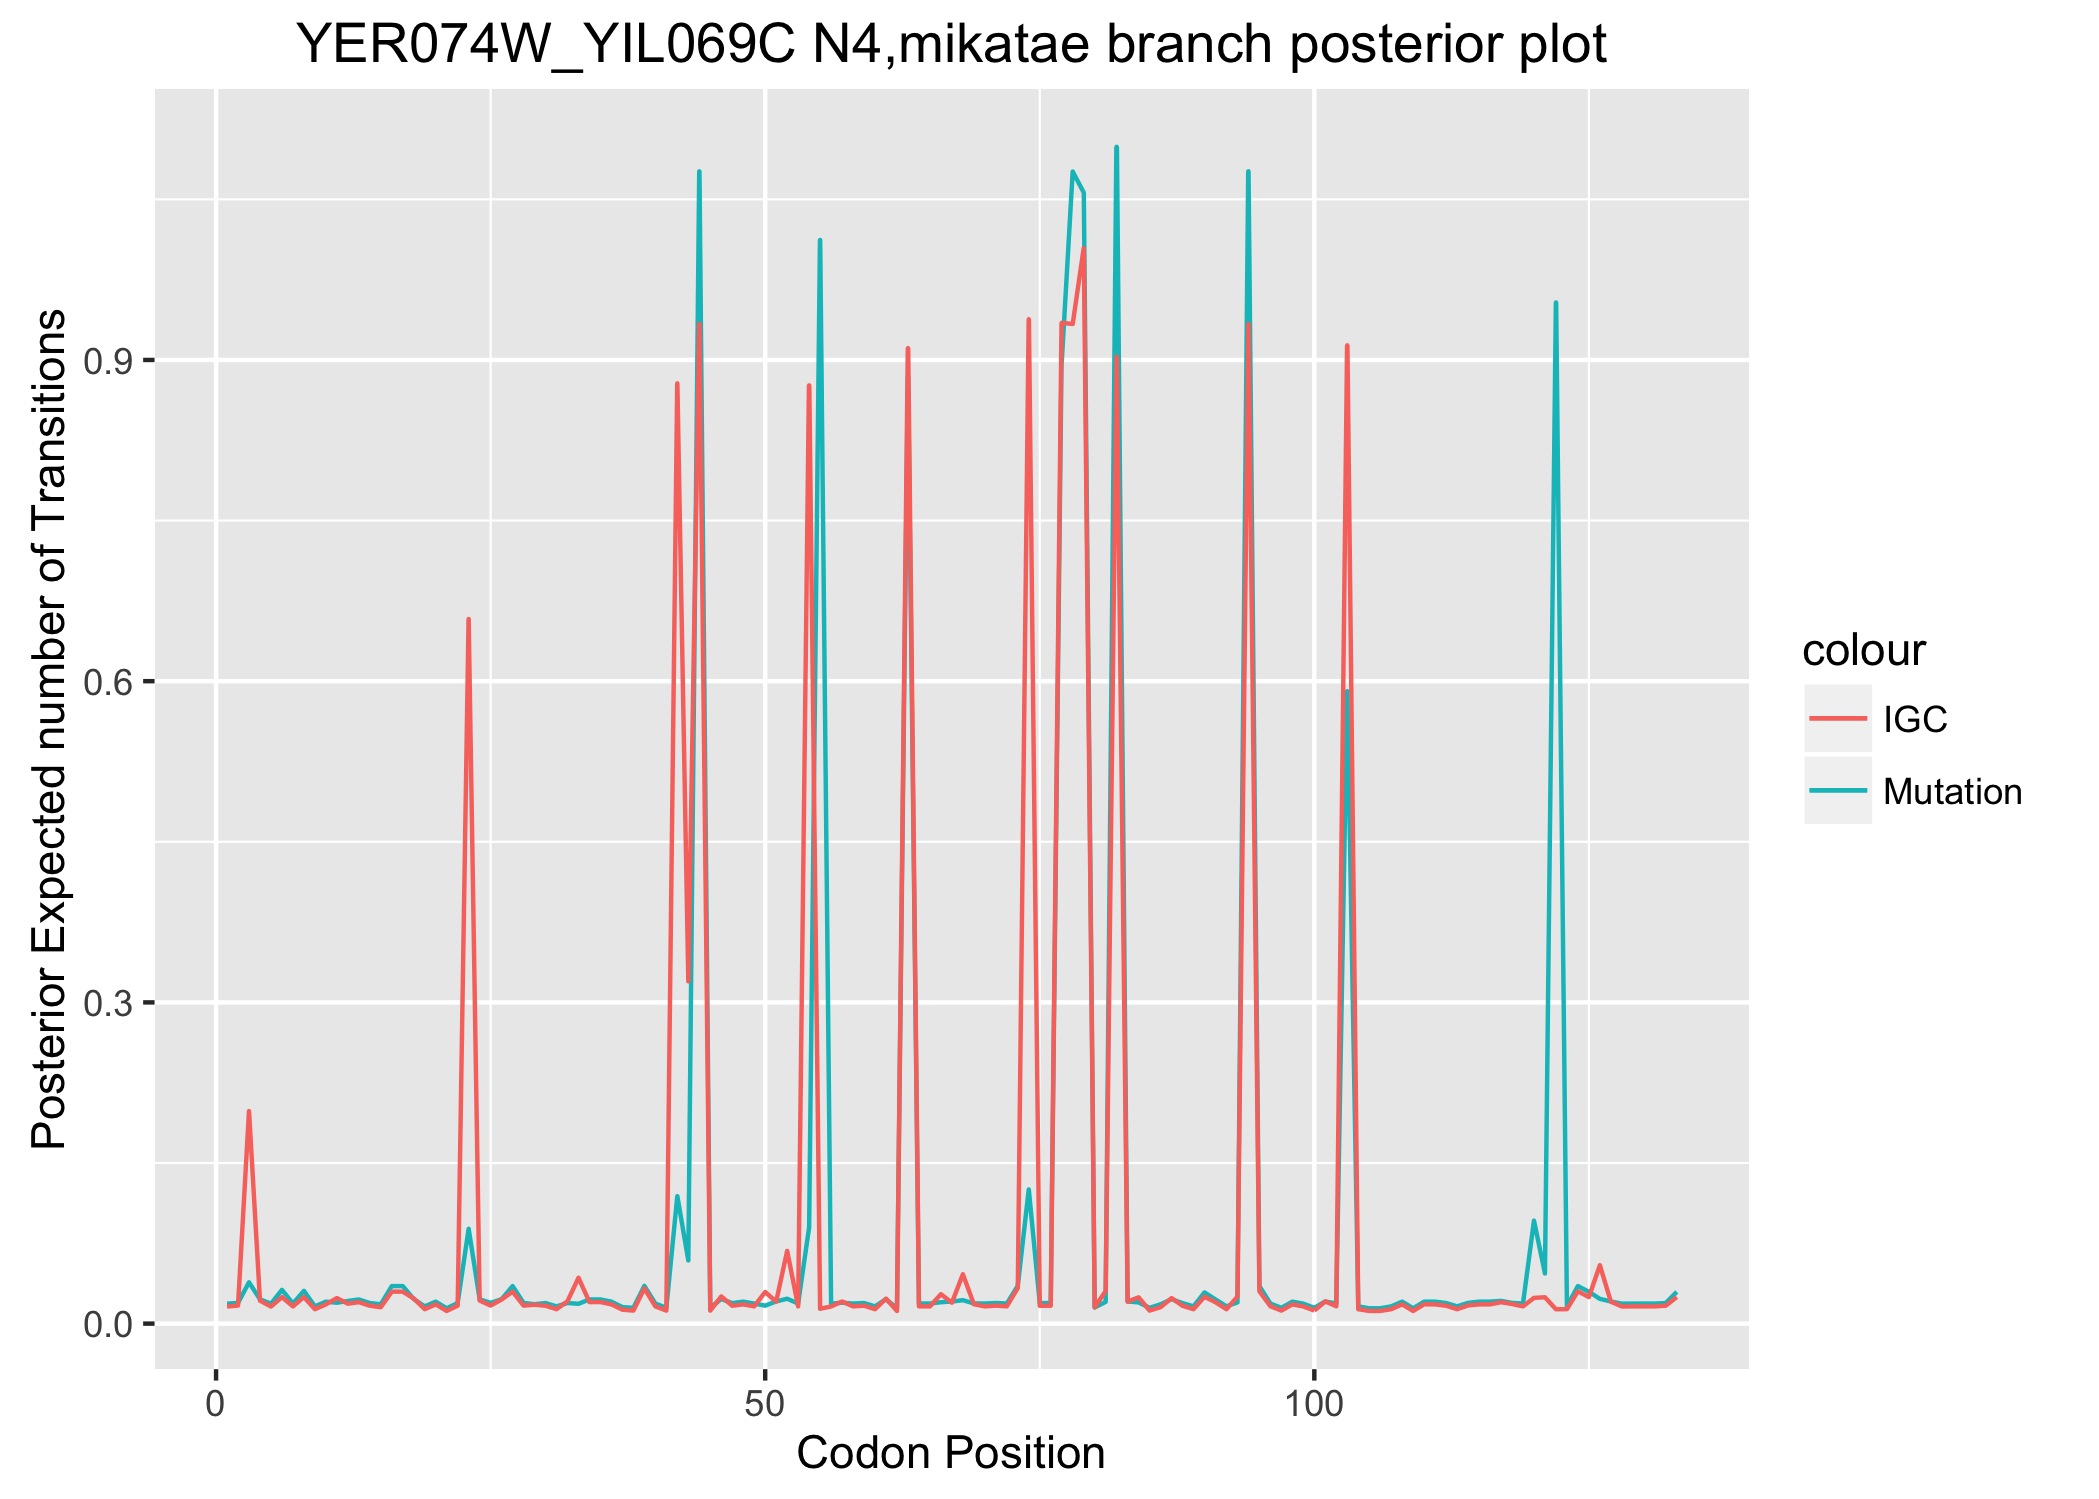 YER074W_YIL069C N4,mikatae branch posterior plot
Posterior Expected number of Transitions
0.9
0.6
0.3
0.0
0
50
100
Codon Position
colour
IGC
Mutation